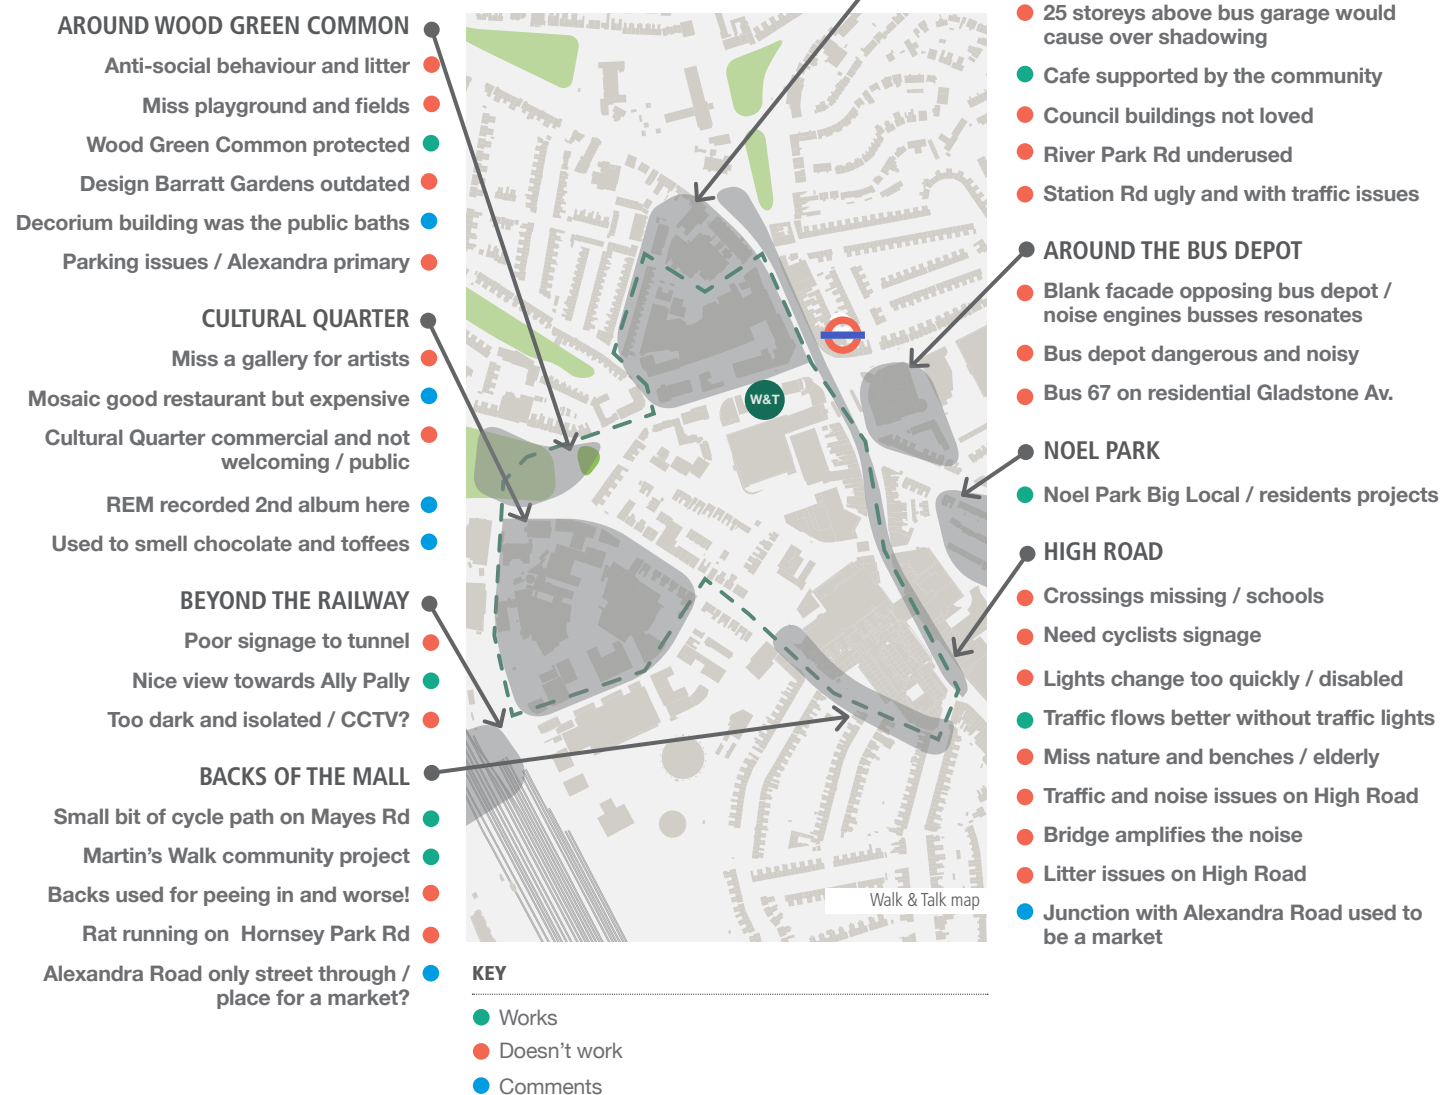 AROUND WOOD GREEN COMMON
Anti-social behaviour and litter
Miss playground and fields
Wood Green Common protected
Design Barratt Gardens outdated
Decorium building was the public baths
Parking issues / Alexandra primary
CULTURAL QUARTER
Miss a gallery for artists
Mosaic good restaurant but expensive
Cultural Quarter commercial and not
welcoming / public
REM recorded 2nd album here
Used to smell chocolate and toffees
BEYOND THE RAILWAY
Poor signage to tunnel
Nice view towards Ally Pally
Too dark and isolated / CCTV?
BACKS OF THE MALL
Small bit of cycle path on Mayes Rd
Martin's Walk community project
Backs used for peeing in and worse!
Rat running on Hornsey Park Rd
Alexandra Road only street through /
place for a market?
W&T
Walk & Talk map
KEY
Works
Doesn't work
Comments
25 storeys above bus garage would
cause over shadowing
Cafe supported by the community
Council buildings not loved
River Park Rd underused
Station Rd ugly and with traffic issues
AROUND THE BUS DEPOT
Blank facade opposing bus depot /
noise engines busses resonates
Bus depot dangerous and noisy
Bus 67 on residential Gladstone Av.
NOEL PARK
Noel Park Big Local / residents projects
HIGH ROAD
Crossings missing / schools
Need cyclists signage
Lights change too quickly / disabled
Traffic flows better without traffic lights
Miss nature and benches / elderly
Traffic and noise issues on High Road
Bridge amplifies the noise
Litter issues on High Road
Junction with Alexandra Road used to
be a market